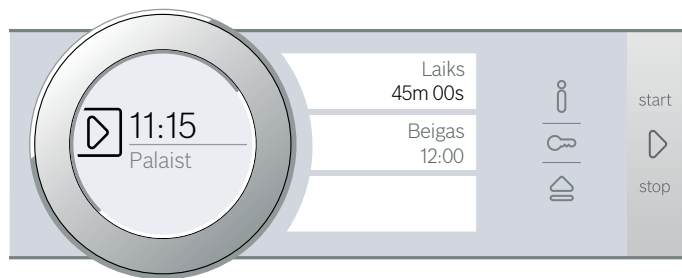 11:15
Palaist
Laiks
45m 00s
Beigas
12:00
start
stop